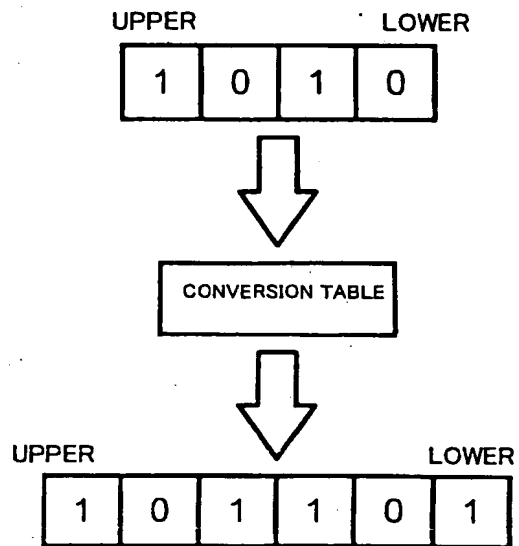 UPPER LOWER
1 0 1 0
CONVERSION TABLE
UPPER LOWER
1 0 1 1 0 1